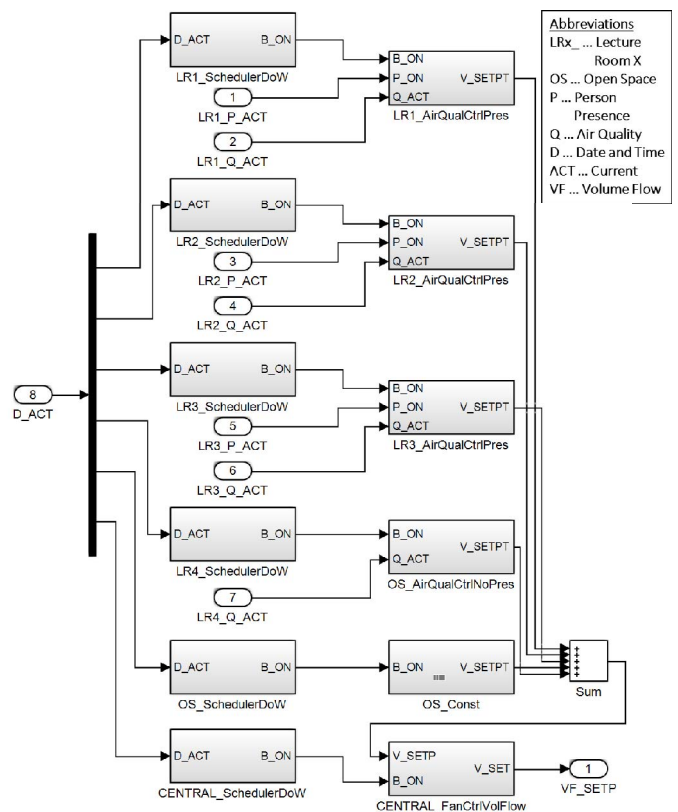 Abbreviations
LRx_ ... Lecture
Room X
OS ... Open Space
P ... Person
Presence
Q ... Air Quality
D ... Date and Time
ACT ... Current
VF ... Volume Flow
D_ACT B_ON
LR1_SchedulerDoW
1
LR1_P_ACT
2
LR1_Q_ACT
B_ON
P_ON V_SETPT
Q_ACT
LR1_AirQualCtrlPres
D_ACT B_ON
LR2_SchedulerDoW
3
LR2_P_ACT
4
LR2_Q_ACT
B_ON
P_ON V_SETPT
Q_ACT
LR2_AirQualCtrlPres
8
D_ACT
D_ACT B_ON
LR3_SchedulerDoW
5
LR3_P_ACT
6
LR3_Q_ACT
B_ON
P_ON V_SETPT
Q_ACT
LR3_AirQualCtrlPres
D_ACT B_ON
LR4_SchedulerDoW
7
LR4_Q_ACT
B_ON
V_SETPT
Q_ACT
OS_AirQualCtrlNoPres
D_ACT B_ON
OS_SchedulerDoW
B_ON V_SETPT
OS_Const
+
+
+
+
+
Sum
D_ACT B_ON
CENTRAL_SchedulerDoW
V_SETP
V_SET
B_ON
CENTRAL_FanCtrlVolFlow
1
VF_SETP